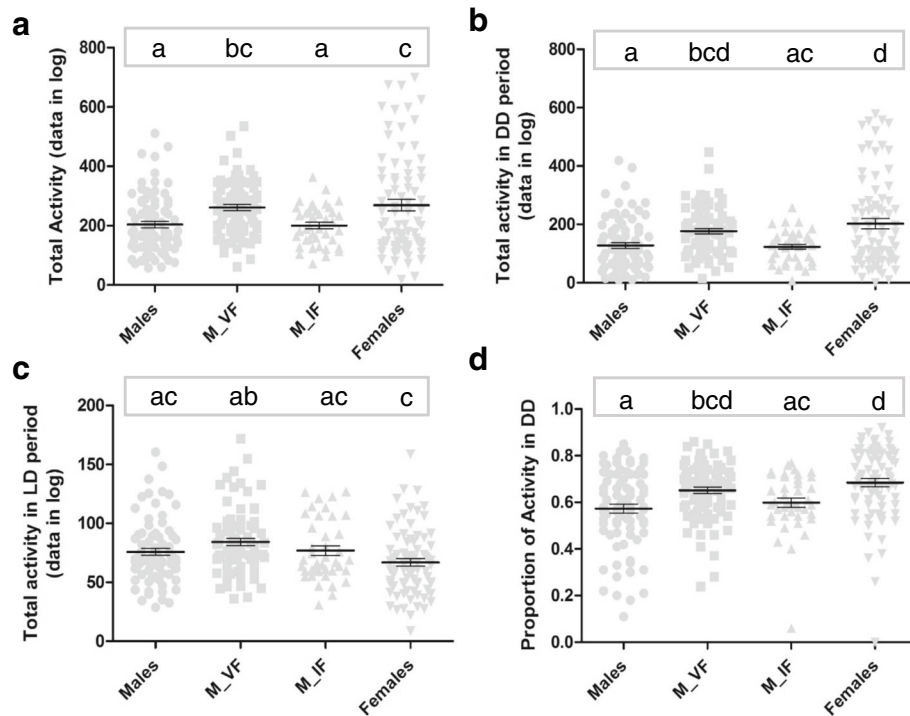 a
a bc a c
Total Activity (data in log)
800
600
400
200
0
Males
M_VF
M_IF
Females
b
a bcd ac d
Total activity in DD period
(data in log)
800
600
400
200
0
Males
M_VF
M_IF
Females
c
ac ab ac c
Total activity in LD period
(data in log)
200
150
100
50
0
Males
M_VF
M_IF
Females
d
a bcd ac d
Proportion of Activity in DD
1.0
0.8
0.6
0.4
0.2
0.0
Males
M_VF
M_IF
Females